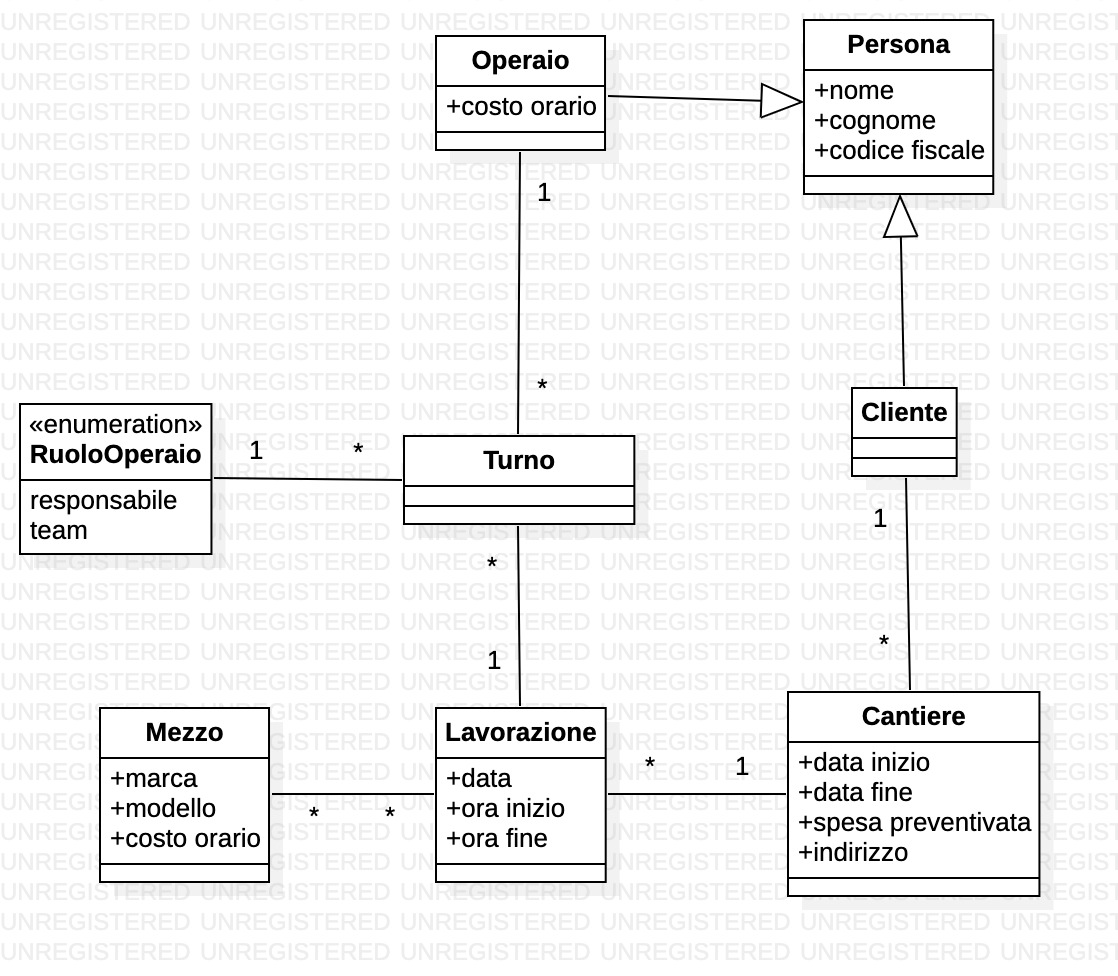 Operaio
+costo orario
Persona
+nome
+cognome
+codice fiscale
1
*
«enumeration»
RuoloOperaio
responsabile
team
1
*
Turno
Cliente
*
1
1
*
Mezzo
+marca
+modello
+costo orario
*
*
Lavorazione
+data
+ora inizio
+ora fine
*
1
Cantiere
+data inizio
+data fine
+spesa preventivata
+indirizzo
UNREGISTERED